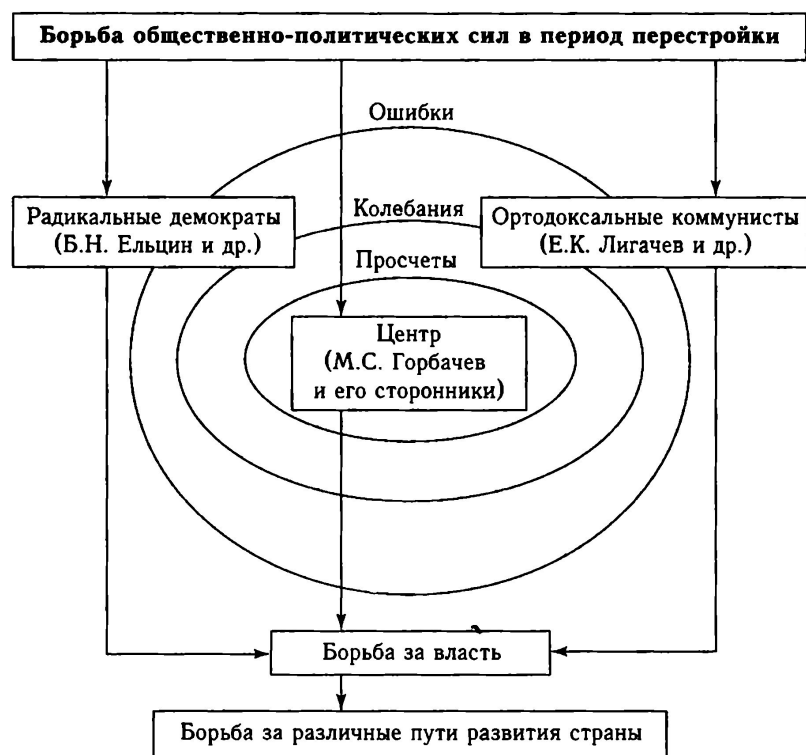 Борьба общественно-политических сил в период перестройки
Ошибки
Радикальные демократы
(Б.Н. Ельцин и др.)
Колебания
Ортодоксальные коммунисты
(Е.К. Лигачев и др.)
Просчеты
Центр
(М.С. Горбачев
и его сторонники)
Борьба за власть
Борьба за различные пути развития страны